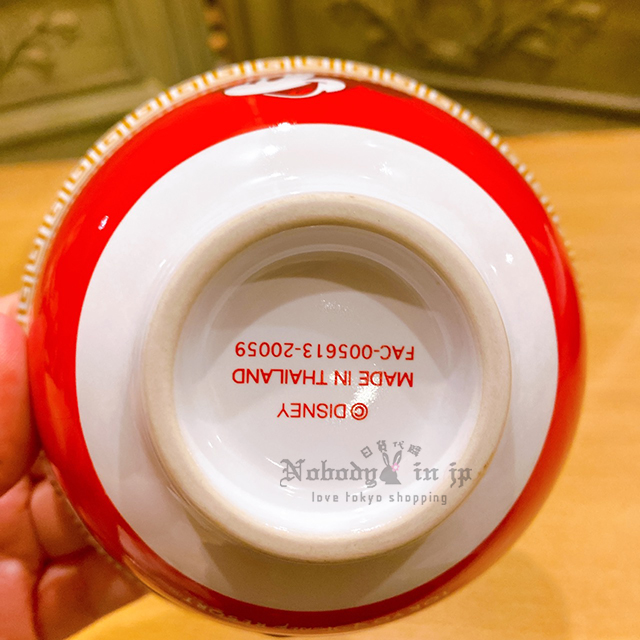 ©DISNEY
MADE IN THAILAND
FAC-005613-20059
日貨代購
Nobody in jp
love tokyo shopping